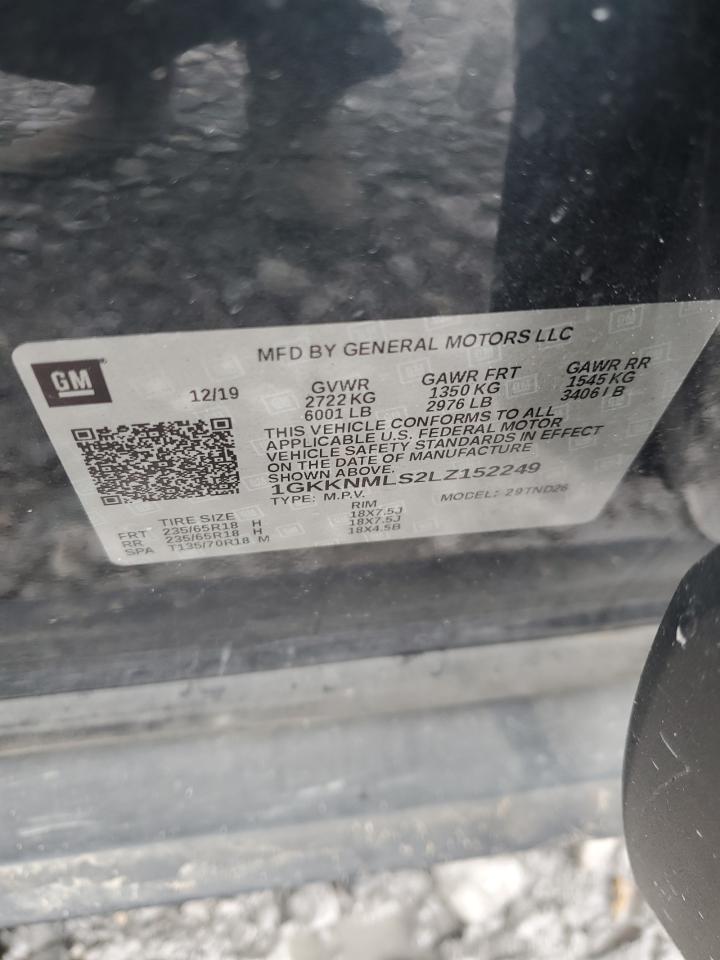 MFD BY GENERAL MOTORS LLC
GM
12/19
GVWR GAWR FRT GAWR RR
2722 KG 1350 KG 1545 KG
6001 LB 2976 LB 3406 LB
THIS VEHICLE CONFORMS TO ALL
APPLICABLE U.S. FEDERAL MOTOR
VEHICLE SAFETY STANDARDS IN EFFECT
ON THE DATE OF MANUFACTURE
SHOWN ABOVE.
1GKKNMLS2LZ152249
TYPE: M.P.V. MODEL: 29TND26
TIRE SIZE RIM
FRT 235/65R18 H 18X7.5J
RR 235/65R18 H 18X7.5J
SPA T135/70R18 M 18X4.5B